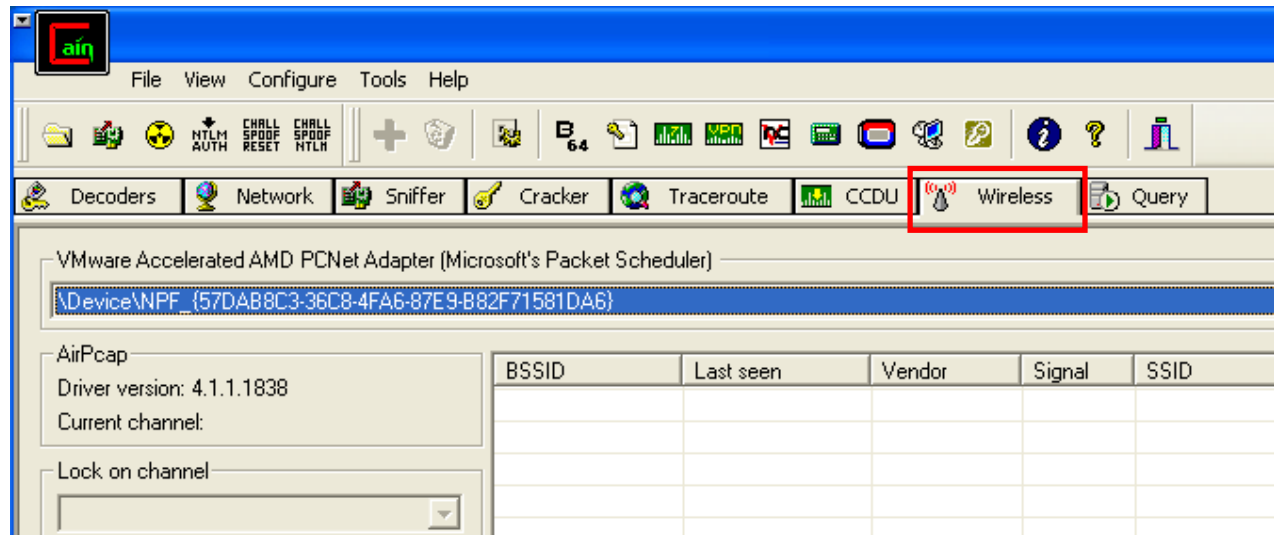 Caín
File View Configure Tools Help
NTLM AUTH CHALL SPOOF RESET CHALL SPOOF NTLM B64
Decoders Network Sniffer Cracker Traceroute CCDU Wireless Query
VMware Accelerated AMD PCNet Adapter (Microsoft's Packet Scheduler)
\Device\NPF_{57DAB8C3-36C8-4FA6-87E9-B82F71581DA6}
AirPcap
Driver version: 4.1.1.1838
Current channel:
Lock on channel
BSSID Last seen Vendor Signal SSID